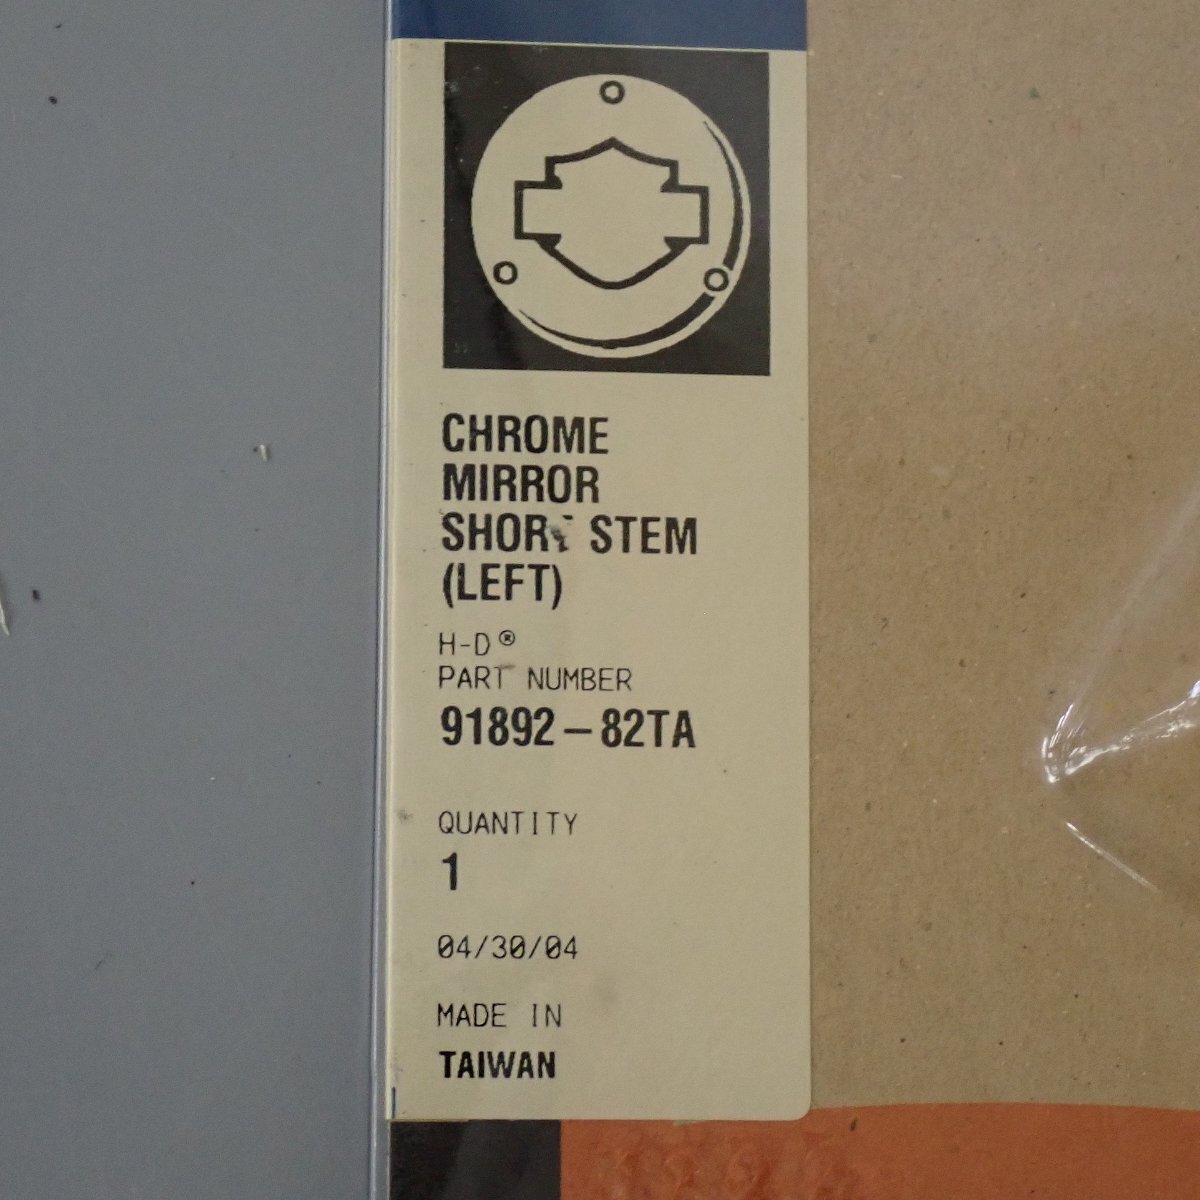 CHROME
MIRROR
SHORT STEM
(LEFT)
H-D®
PART NUMBER
91892-82TA
QUANTITY
1
04/30/04
MADE IN
TAIWAN